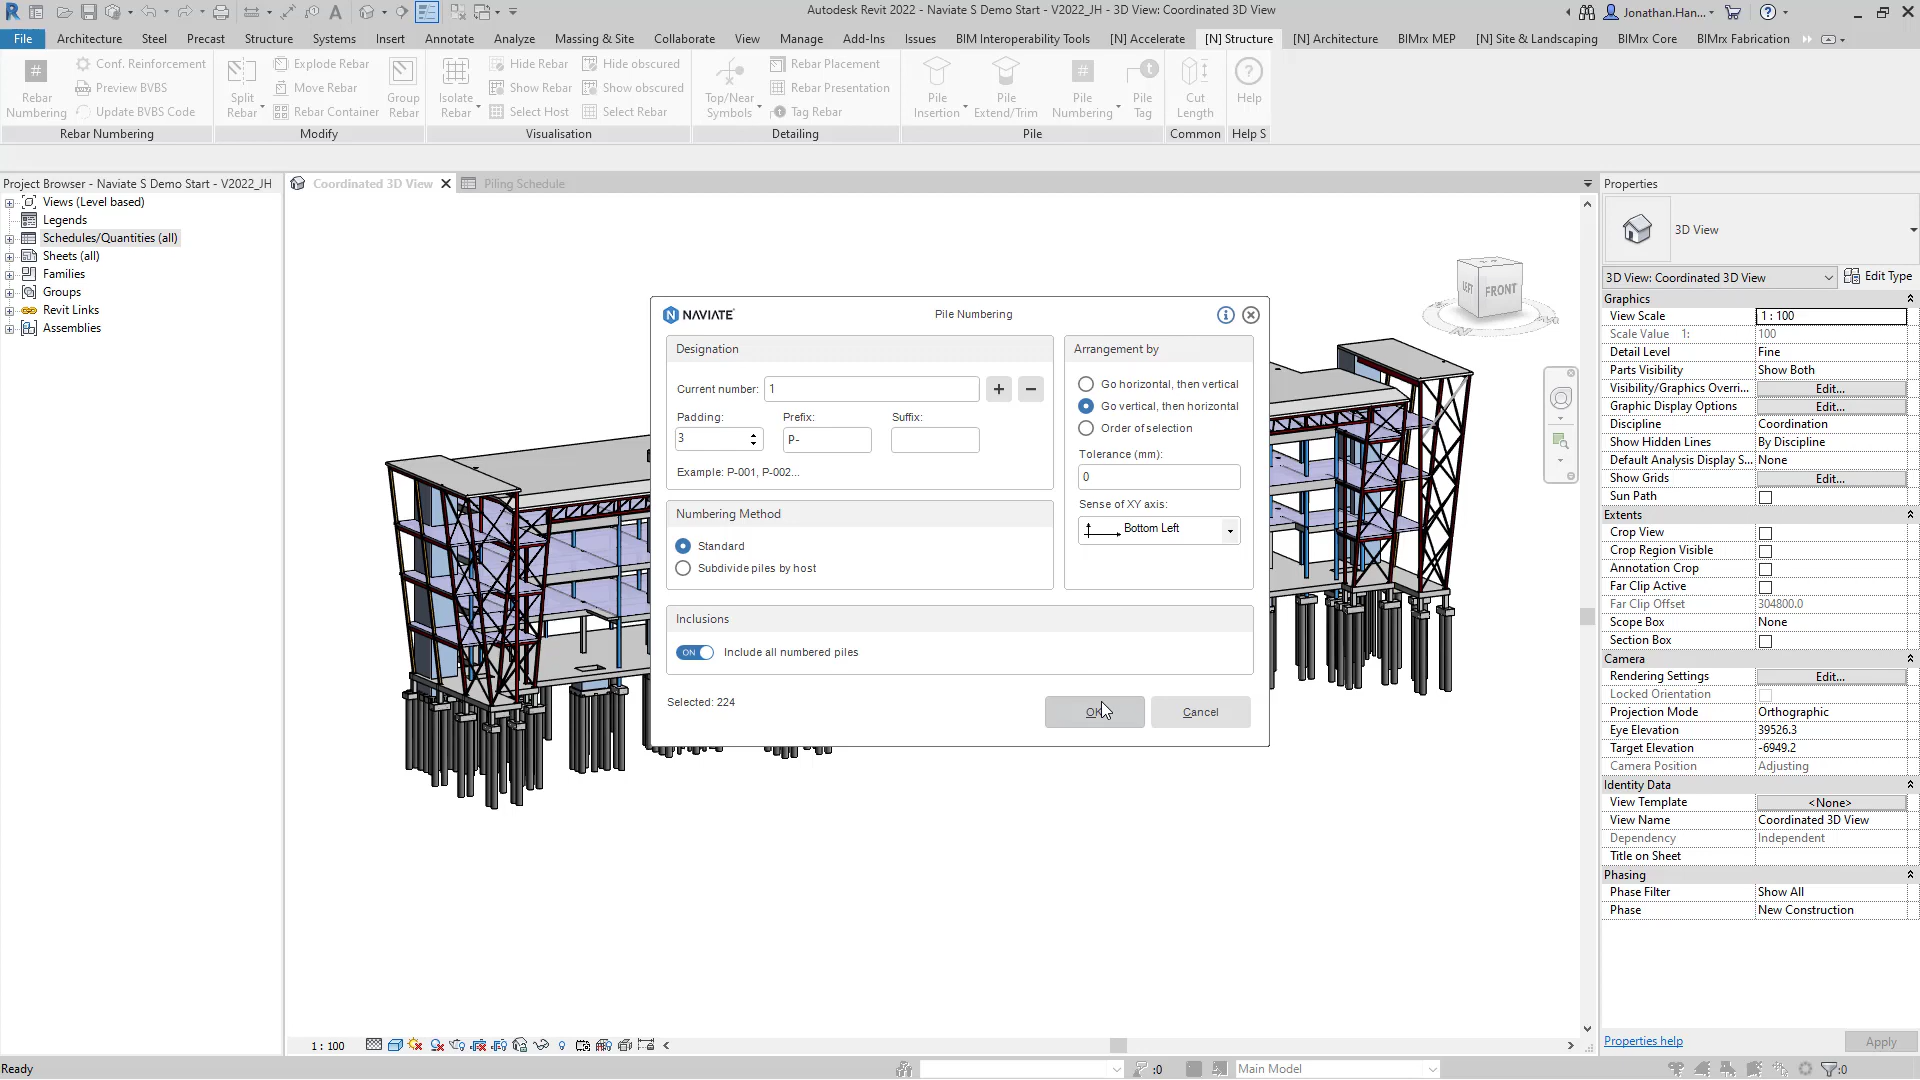 Autodesk Revit 2022 - Naviate S Demo Start - V2022_JH - 3D View: Coordinated 3D View
Jonathan.Han...
File Architecture Steel Precast Structure Systems Insert Annotate Analyze Massing & Site Collaborate View Manage Add-Ins Issues BIM Interoperability Tools [N] Accelerate [N] Structure [N] Architecture BIMrx MEP [N] Site & Landscaping BIMrx Core BIMrx Fabrication
Rebar Numbering
Conf. Reinforcement
Preview BVBS
Update BVBS Code
Split Rebar
Explode Rebar
Move Rebar
Rebar Container
Group Rebar
Isolate Rebar
Hide Rebar
Show Rebar
Select Host
Hide obscured
Show obscured
Select Rebar
Top/Near Symbols
Rebar Placement
Rebar Presentation
Tag Rebar
Pile Insertion
Pile Extend/Trim
Pile Numbering
Pile Tag
Cut Length
Help
Rebar Numbering Modify Visualisation Detailing Pile Common Help S
Project Browser - Naviate S Demo Start - V2022_JH
Views (Level based)
Legends
Schedules/Quantities (all)
Sheets (all)
Families
Groups
Revit Links
Assemblies
Coordinated 3D View
Piling Schedule
LEFT FRONT
NAVIATE
Pile Numbering
Designation
Current number: 1 + -
Padding: Prefix: Suffix:
3 P-
Example: P-001, P-002...
Numbering Method
Standard
Subdivide piles by host
Arrangement by
Go horizontal, then vertical
Go vertical, then horizontal
Order of selection
Tolerance (mm):
0
Sense of XY axis:
Bottom Left
Inclusions
ON Include all numbered piles
Selected: 224
OK
Cancel
Properties
3D View
3D View: Coordinated 3D View Edit Type
Graphics
View Scale 1 : 100
Scale Value 1: 100
Detail Level Fine
Parts Visibility Show Both
Visibility/Graphics Overri... Edit...
Graphic Display Options Edit...
Discipline Coordination
Show Hidden Lines By Discipline
Default Analysis Display S... None
Show Grids Edit...
Sun Path
Extents
Crop View
Crop Region Visible
Annotation Crop
Far Clip Active
Far Clip Offset 304800.0
Scope Box None
Section Box
Camera
Rendering Settings Edit...
Locked Orientation
Projection Mode Orthographic
Eye Elevation 39526.3
Target Elevation -6949.2
Camera Position Adjusting
Identity Data
View Template <None>
View Name Coordinated 3D View
Dependency Independent
Title on Sheet
Phasing
Phase Filter Show All
Phase New Construction
Properties help
Apply
1 : 100
Ready
:0
Main Model
:0